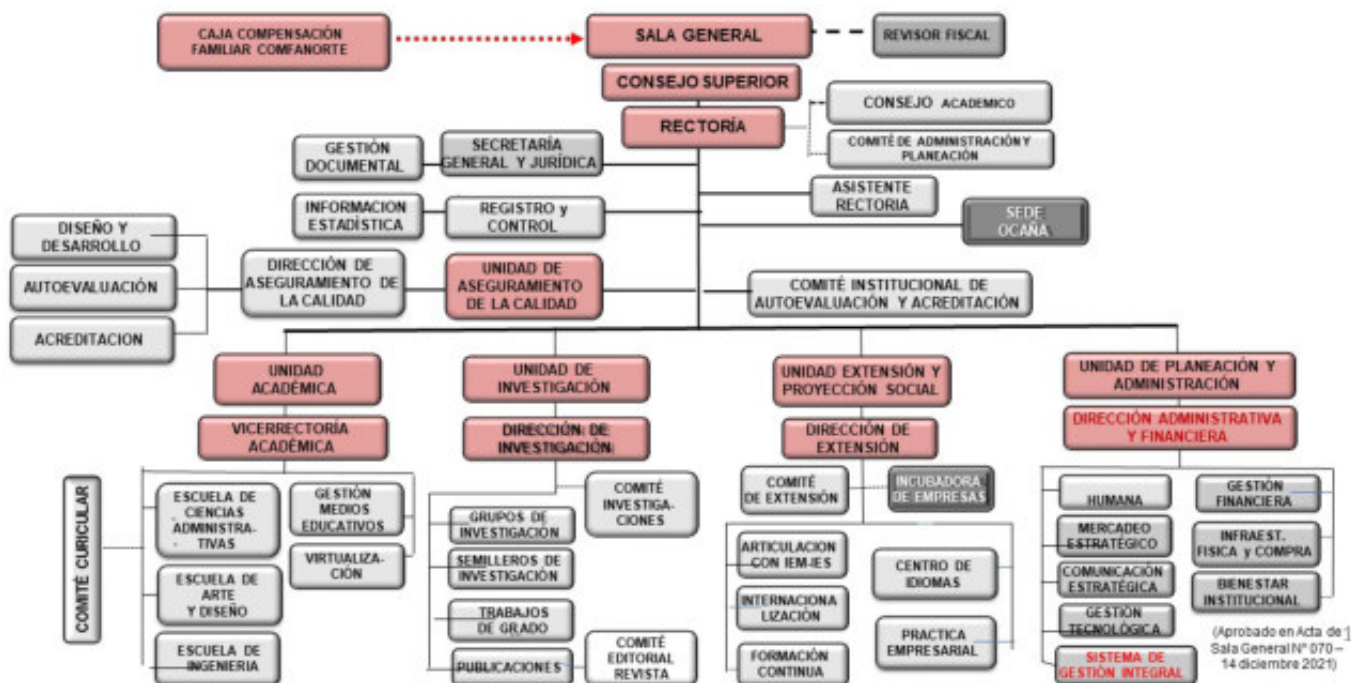 CAJA COMPENSACIÓN
FAMILIAR COMFANORTE
SALA GENERAL
REVISOR FISCAL
CONSEJO SUPERIOR
RECTORÍA
CONSEJO ACADEMICO
COMITÉ DE ADMINISTRACIÓN Y
PLANEACIÓN
GESTIÓN
DOCUMENTAL
SECRETARÍA
GENERAL Y JURÍDICA
ASISTENTE
RECTORIA
INFORMACION
ESTADÍSTICA
REGISTRO y
CONTROL
SEDE
OCAÑA
DISEÑO Y
DESARROLLO
AUTOEVALUACIÓN
ACREDITACION
DIRECCIÓN DE
ASEGURAMIENTO DE
LA CALIDAD
UNIDAD DE
ASEGURAMIENTO
DE LA CALIDAD
COMITÉ INSTITUCIONAL DE
AUTOEVALUACIÓN Y ACREDITACIÓN
UNIDAD
ACADÉMICA
VICERRECTORÍA
ACADÉMICA
UNIDAD DE
INVESTIGACIÓN
DIRECCIÓN DE
INVESTIGACIÓN
UNIDAD EXTENSIÓN Y
PROYECCIÓN SOCIAL
DIRECCIÓN DE
EXTENSIÓN
UNIDAD DE PLANEACIÓN Y
ADMINISTRACIÓN
DIRECCIÓN ADMINISTRATIVA
Y FINANCIERA
COMITÉ CURICULAR
ESCUELA DE
CIENCIAS
ADMINISTRA-
TIVAS
ESCUELA DE
ARTE
Y DISEÑO
ESCUELA DE
INGENIERIA
GESTIÓN
MEDIOS
EDUCATIVOS
VIRTUALIZA-
CIÓN
COMITÉ
INVESTIGA-
CIONES
GRUPOS DE
INVESTIGACIÓN
SEMILLEROS DE
INVESTIGACIÓN
TRABAJOS
DE GRADO
PUBLICACIONES
COMITÉ
EDITORIAL
REVISTA
COMITÉ
DE EXTENSIÓN
INCUBADORA
DE EMPRESAS
ARTICULACION
CON IEM-IES
INTERNACIONA
LIZACIÓN
FORMACIÓN
CONTINUA
CENTRO DE
IDIOMAS
PRACTICA
EMPRESARIAL
HUMANA
MERCADEO
ESTRATÉGICO
COMUNICACIÓN
ESTRATÉGICA
GESTIÓN
TECNOLÓGICA
SISTEMA DE
GESTIÓN INTEGRAL
GESTIÓN
FINANCIERA
INFRAEST.
FISICA y COMPRA
BIENESTAR
INSTITUCIONAL
(Aprobado en Acta de
Sala General N° 070 –
14 diciembre 2021)